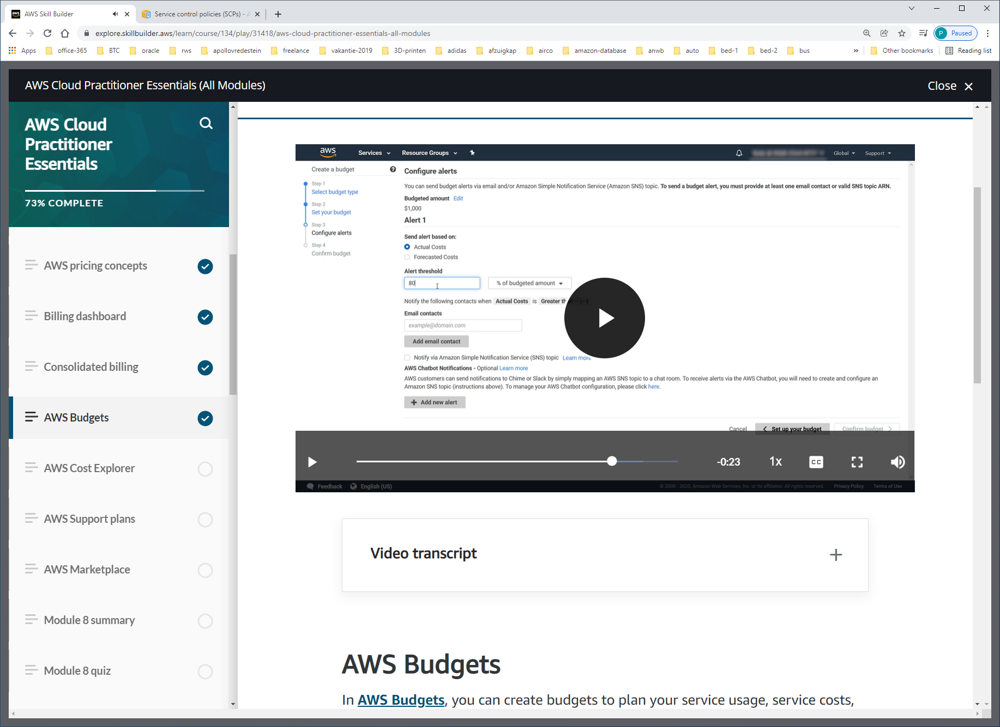 AWS Skill Builder
Service control policies (SCPs) - A
explore.skillbuilder.aws/learn/course/134/play/31418/aws-cloud-practitioner-essentials-all-modules
P Paused
Apps office-365 BTC oracle rws apollovredestein freelance vakantie-2019 3D-printen adidas afzuigkap airco amazon-database anwb auto bed-1 bed-2 bus » Other bookmarks Reading list
AWS Cloud Practitioner Essentials (All Modules)
Close
AWS Cloud
Practitioner
Essentials
73% COMPLETE
AWS pricing concepts
Billing dashboard
Consolidated billing
AWS Budgets
AWS Cost Explorer
AWS Support plans
AWS Marketplace
Module 8 summary
Module 8 quiz
aws Services Resource Groups Global Support
Create a budget
Step 1
Select budget type
Step 2
Set your budget
Step 3
Configure alerts
Step 4
Confirm budget
Configure alerts
You can send budget alerts via email and/or Amazon Simple Notification Service (Amazon SNS) topic. To send a budget alert, you must provide at least one email contact or valid SNS topic ARN.
Budgeted amount Edit
$1,000
Alert 1
Send alert based on:
Actual Costs
Forecasted Costs
Alert threshold
80 % of budgeted amount
Notify the following contacts when Actual Costs is Greater th -- (--)
Email contacts
example@domain.com
Add email contact
Notify via Amazon Simple Notification Service (SNS) topic Learn more
AWS Chatbot Notifications - Optional Learn more
AWS customers can send notifications to Chime or Slack by simply mapping an AWS SNS topic to a chat room. To receive alerts via the AWS Chatbot, you will need to create and configure an
Amazon SNS topic (instructions above). To manage your AWS Chatbot configuration, please click here.
Add new alert
Cancel Set up your budget Confirm budget
-0:23 1x CC
Feedback English (US) © 2008 - 2020, Amazon Web Services, Inc. or its affiliates. All rights reserved. Privacy Policy Terms of Use
Video transcript
AWS Budgets
In AWS Budgets, you can create budgets to plan your service usage, service costs,